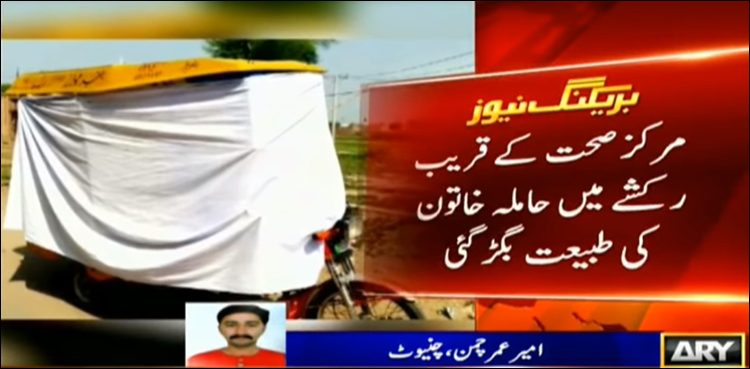 بریکنگ نیوز
مرکز صحت کے قریب
رکشے میں حاملہ خاتون
کی طبیعت بگڑ گئی
امیر عمر چمن، چنیوٹ
ARY